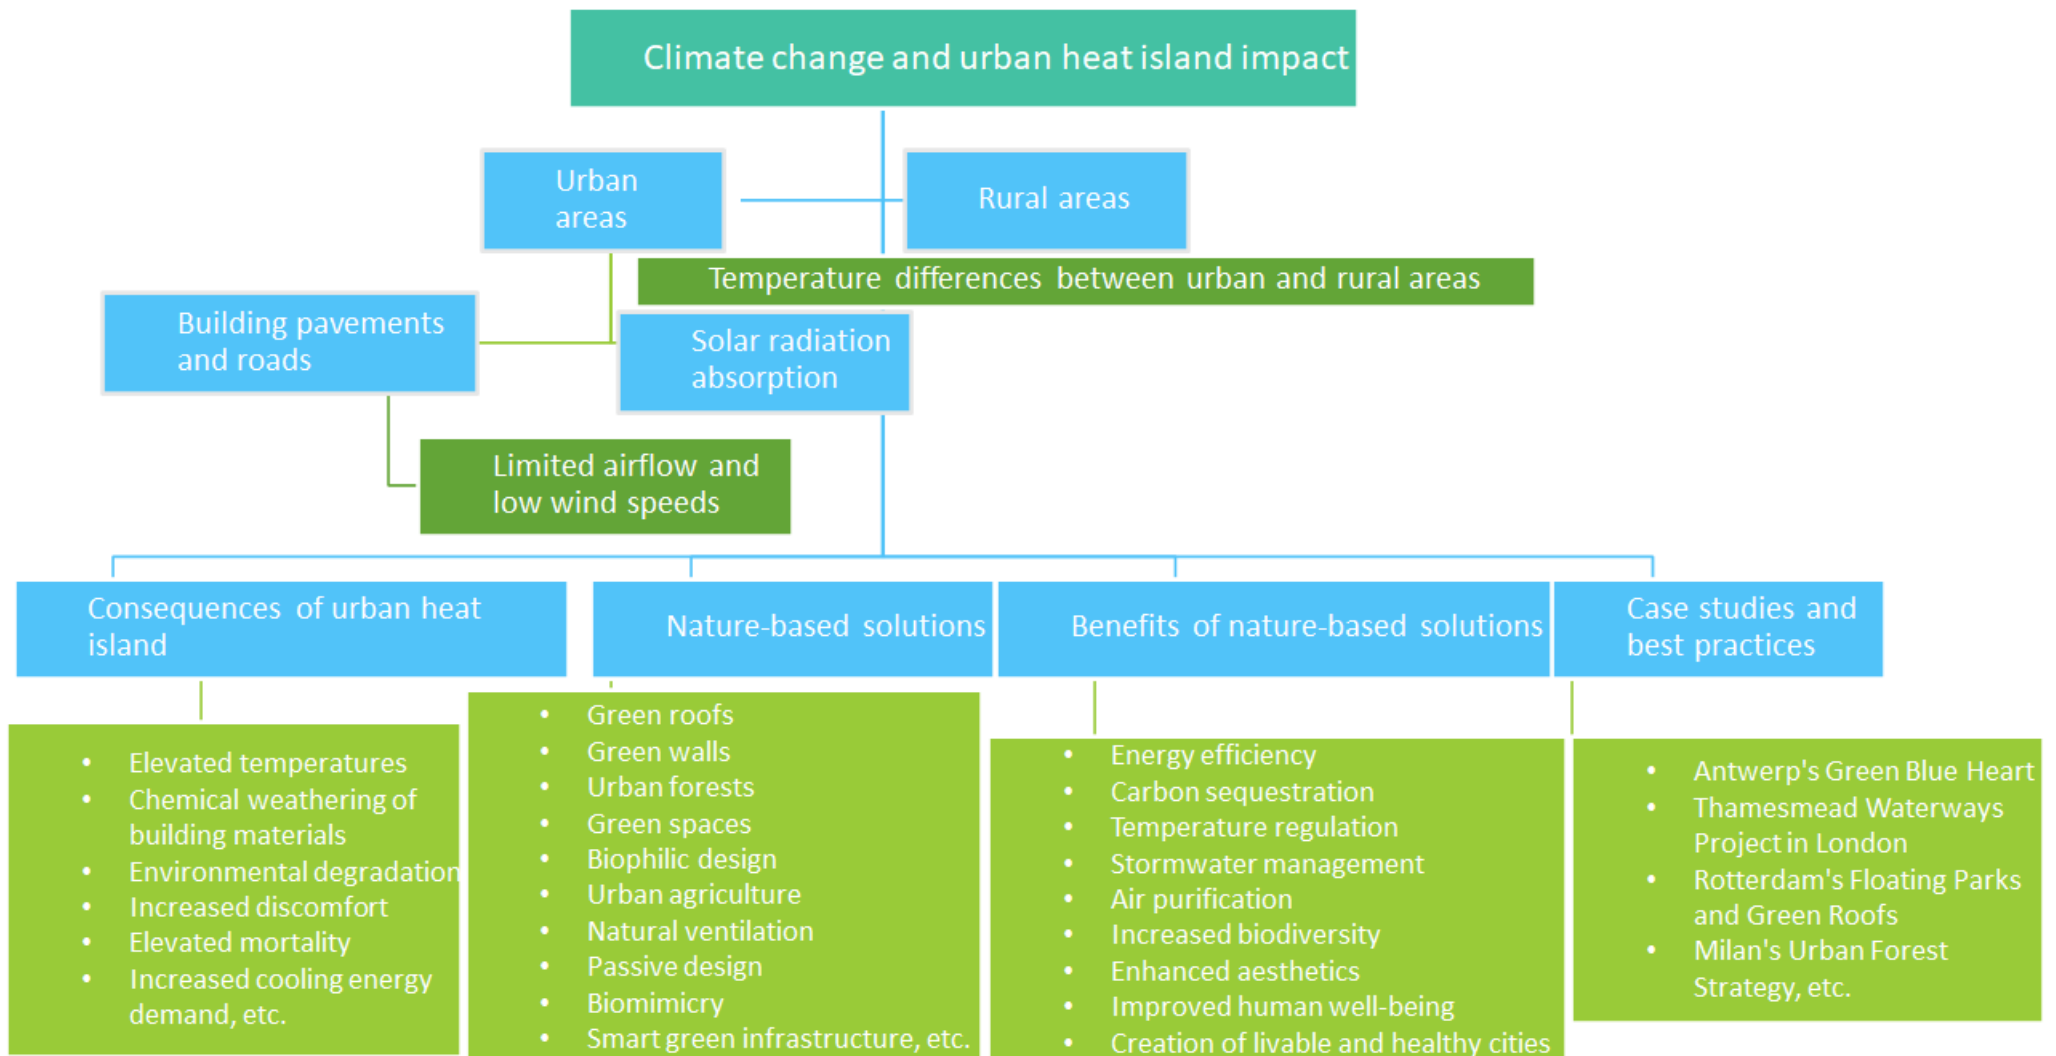 Climate change and urban heat island impact
Urban
areas
Rural areas
Temperature differences between urban and rural areas
Building pavements
and roads
Solar radiation
absorption
Limited airflow and
low wind speeds
Consequences of urban heat
island
Nature-based solutions
Benefits of nature-based solutions
Case studies and
best practices
• Elevated temperatures
• Chemical weathering of
building materials
• Environmental degradation
• Increased discomfort
• Elevated mortality
• Increased cooling energy
demand, etc.
• Green roofs
• Green walls
• Urban forests
• Green spaces
• Biophilic design
• Urban agriculture
• Natural ventilation
• Passive design
• Biomimicry
• Smart green infrastructure, etc.
• Energy efficiency
• Carbon sequestration
• Temperature regulation
• Stormwater management
• Air purification
• Increased biodiversity
• Enhanced aesthetics
• Improved human well-being
• Creation of livable and healthy cities
• Antwerp's Green Blue Heart
• Thamesmead Waterways
Project in London
• Rotterdam's Floating Parks
and Green Roofs
• Milan's Urban Forest
Strategy, etc.